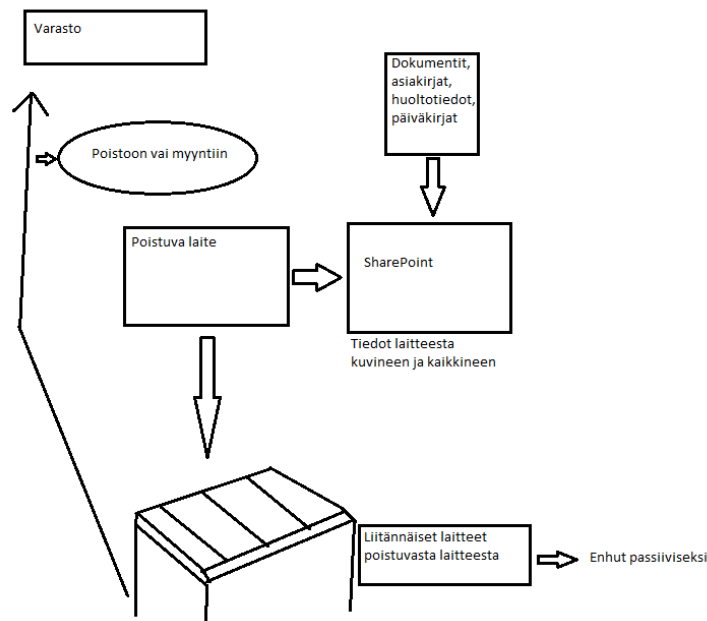 Varasto
Dokumentit,
asiakirjat,
huoltotiedot,
päiväkirjat
Poistoon vai myyntiin
Poistuva laite
SharePoint
Tiedot laitteesta
kuvineen ja kaikkineen
Liitännäiset laitteet
poistuvasta laitteesta
Enhut passiiviseksi